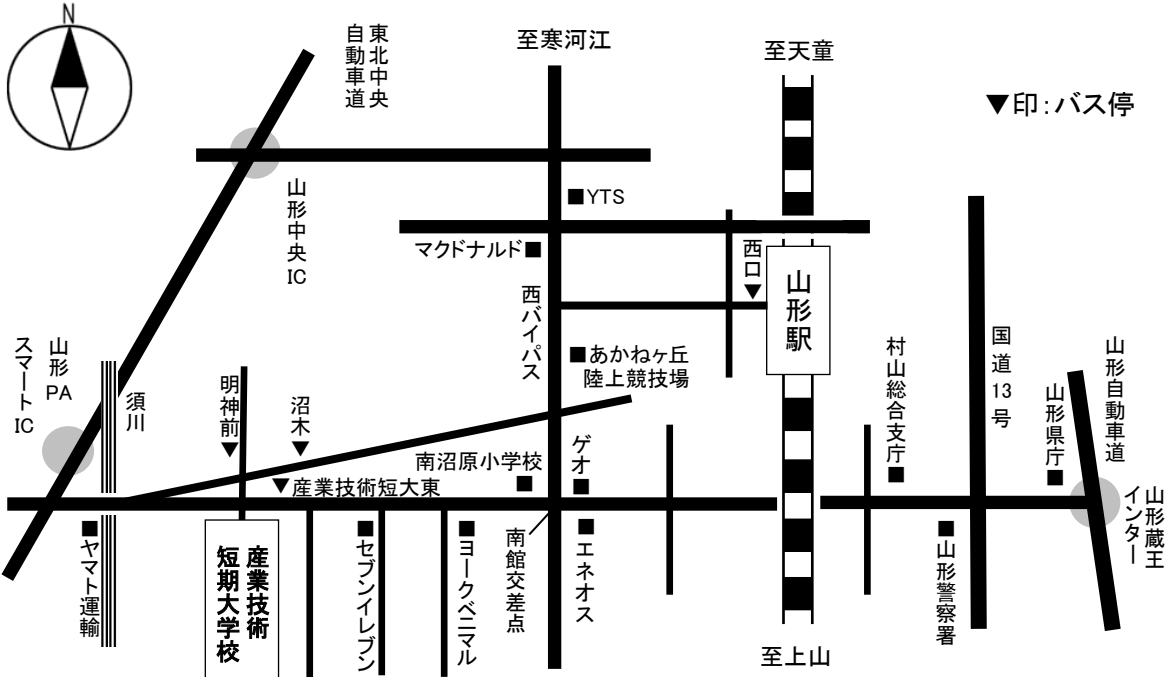 N
東北中央
自動車道
至寒河江
至天童
▼印：バス停
山形中央
IC
■YTS
マクドナルド■
西口▼
山形駅
西バイパス
■あかねヶ丘
陸上競技場
山形
PA
スマート
IC
須川
明神前▼
沼木▼
▼産業技術短大東
南沼原小学校■
ゲオ■
村山総合支庁■
国道13号
山形県庁■
山形自動車道
山形蔵王
インター
■ヤマト運輸
産業技術
短期大学校
■セブンイレブン
■ヨークベニマル
南館交差点
■エネオス
■山形警察署
至上山